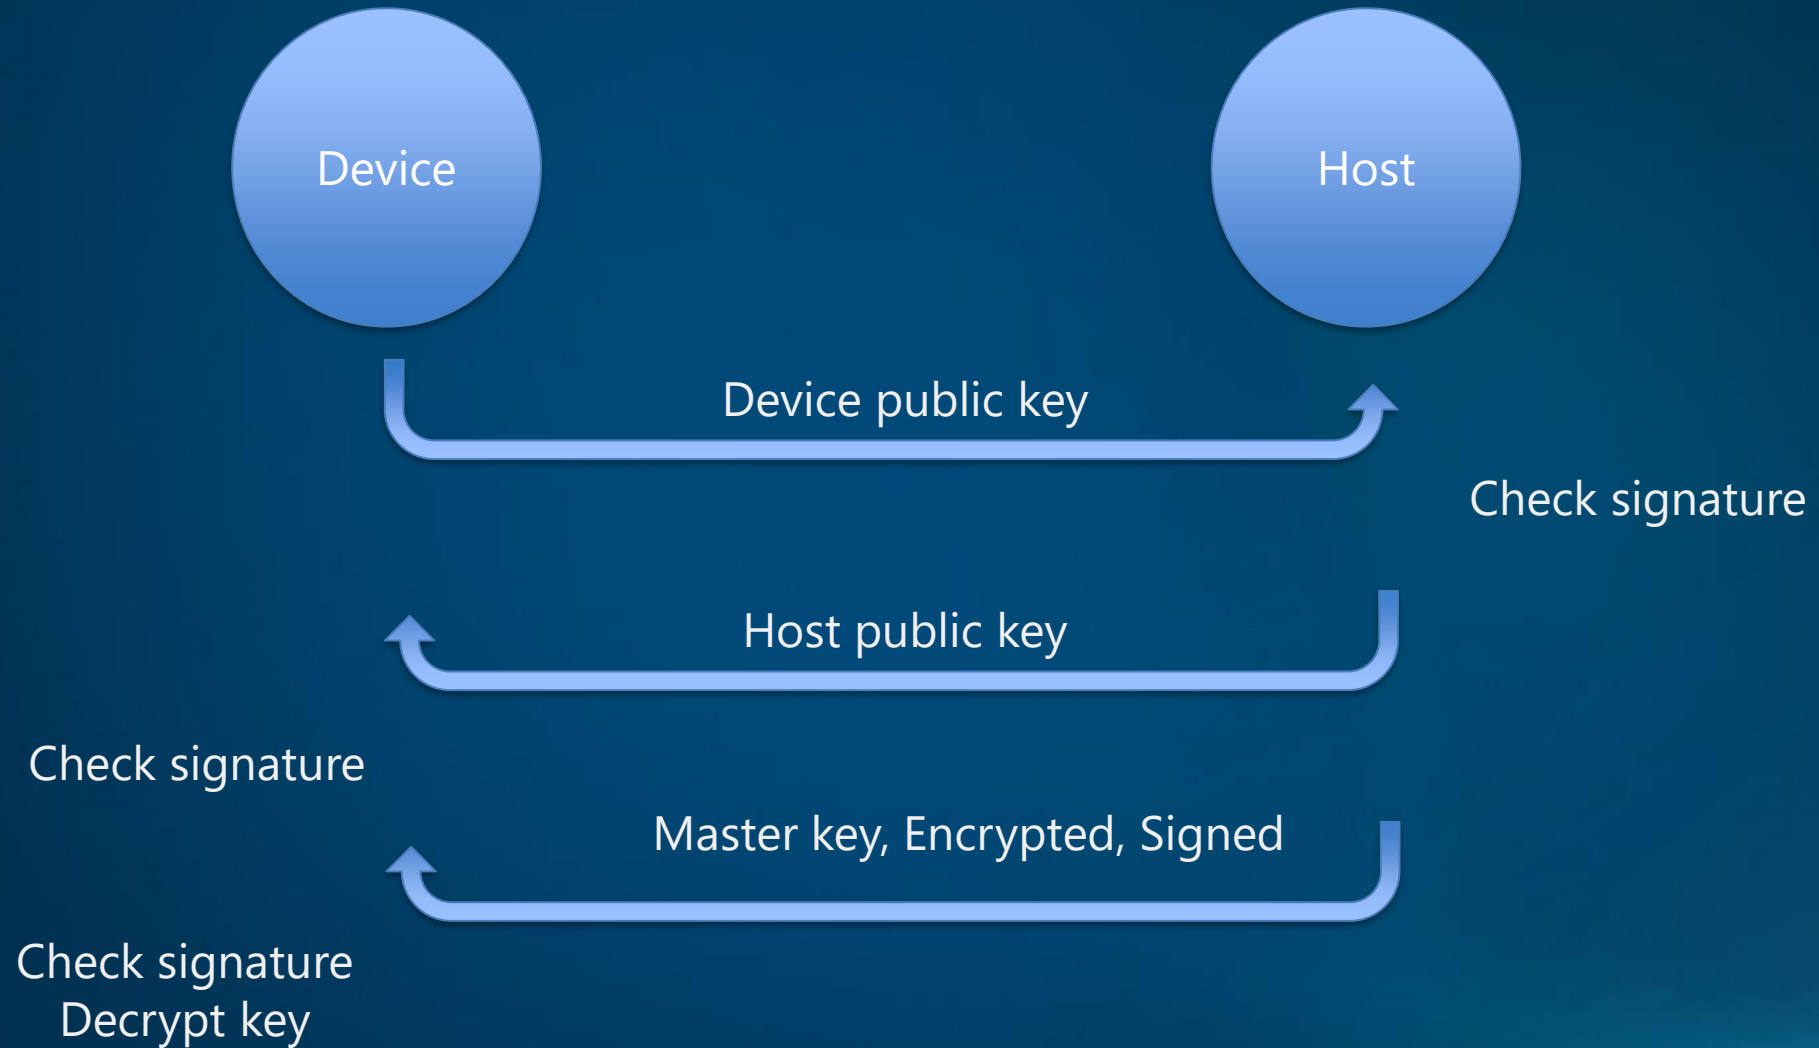 Device
Host
Device public key
Check signature
Host public key
Check signature
Master key, Encrypted, Signed
Check signature
Decrypt key